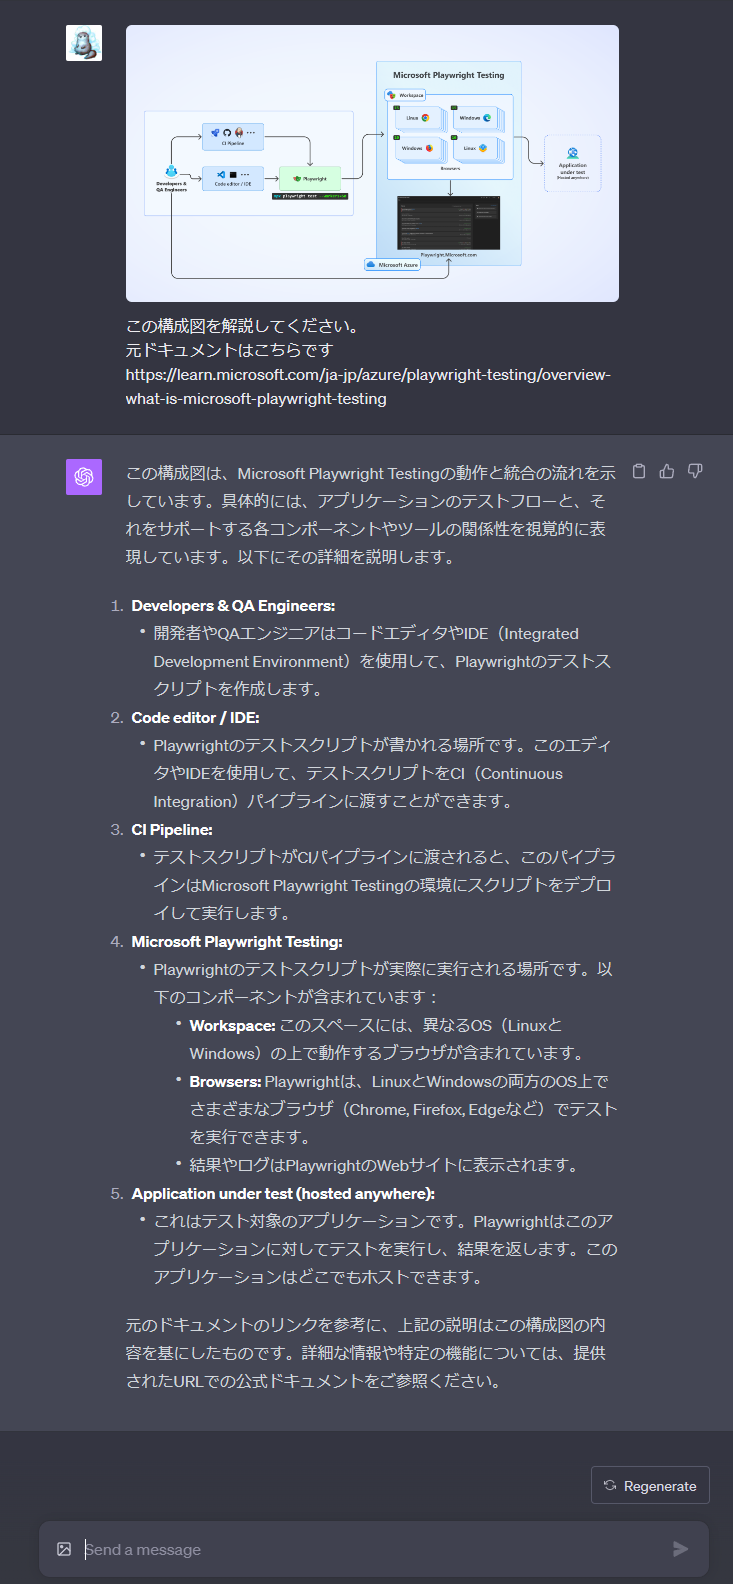 Microsoft Playwright Testing
Workspace
Linux
Windows
CI Pipeline
Windows
Linux
Application
under test
(Hosted anywhere)
Browsers
Developers &
QA Engineers
Code editor / IDE
Playwright
npx playwright test
Playwright.Microsoft.com
Microsoft Azure
この構成図を解説してください。
元ドキュメントはこちらです
https://learn.microsoft.com/ja-jp/azure/playwright-testing/overview-
what-is-microsoft-playwright-testing
この構成図は、Microsoft Playwright Testingの動作と統合の流れを示
しています。具体的には、アプリケーションのテストフローと、そ
れをサポートする各コンポーネントやツールの関係性を視覚的に表
現しています。以下にその詳細を説明します。
1. Developers & QA Engineers:
• 開発者やQAエンジニアはコードエディタやIDE（Integrated
Development Environment）を使用して、Playwrightのテストス
クリプトを作成します。
2. Code editor / IDE:
• Playwrightのテストスクリプトが書かれる場所です。このエディ
タやIDEを使用して、テストスクリプトをCI（Continuous
Integration）パイプラインに渡すことができます。
3. CI Pipeline:
• テストスクリプトがCIパイプラインに渡されると、このパイプラ
インはMicrosoft Playwright Testingの環境にスクリプトをデプロ
イして実行します。
4. Microsoft Playwright Testing:
• Playwrightのテストスクリプトが実際に実行される場所です。以
下のコンポーネントが含まれています：
• Workspace: このスペースには、異なるOS（Linuxと
Windows）の上で動作するブラウザが含まれています。
• Browsers: Playwrightは、LinuxとWindowsの両方のOS上で
さまざまなブラウザ（Chrome, Firefox, Edgeなど）でテスト
を実行できます。
• 結果やログはPlaywrightのWebサイトに表示されます。
5. Application under test (hosted anywhere):
• これはテスト対象のアプリケーションです。Playwrightはこのア
プリケーションに対してテストを実行し、結果を返します。この
アプリケーションはどこでもホストできます。
元のドキュメントのリンクを参考に、上記の説明はこの構成図の内
容を基にしたものです。詳細な情報や特定の機能については、提供
されたURLでの公式ドキュメントをご参照ください。
Regenerate
Send a message